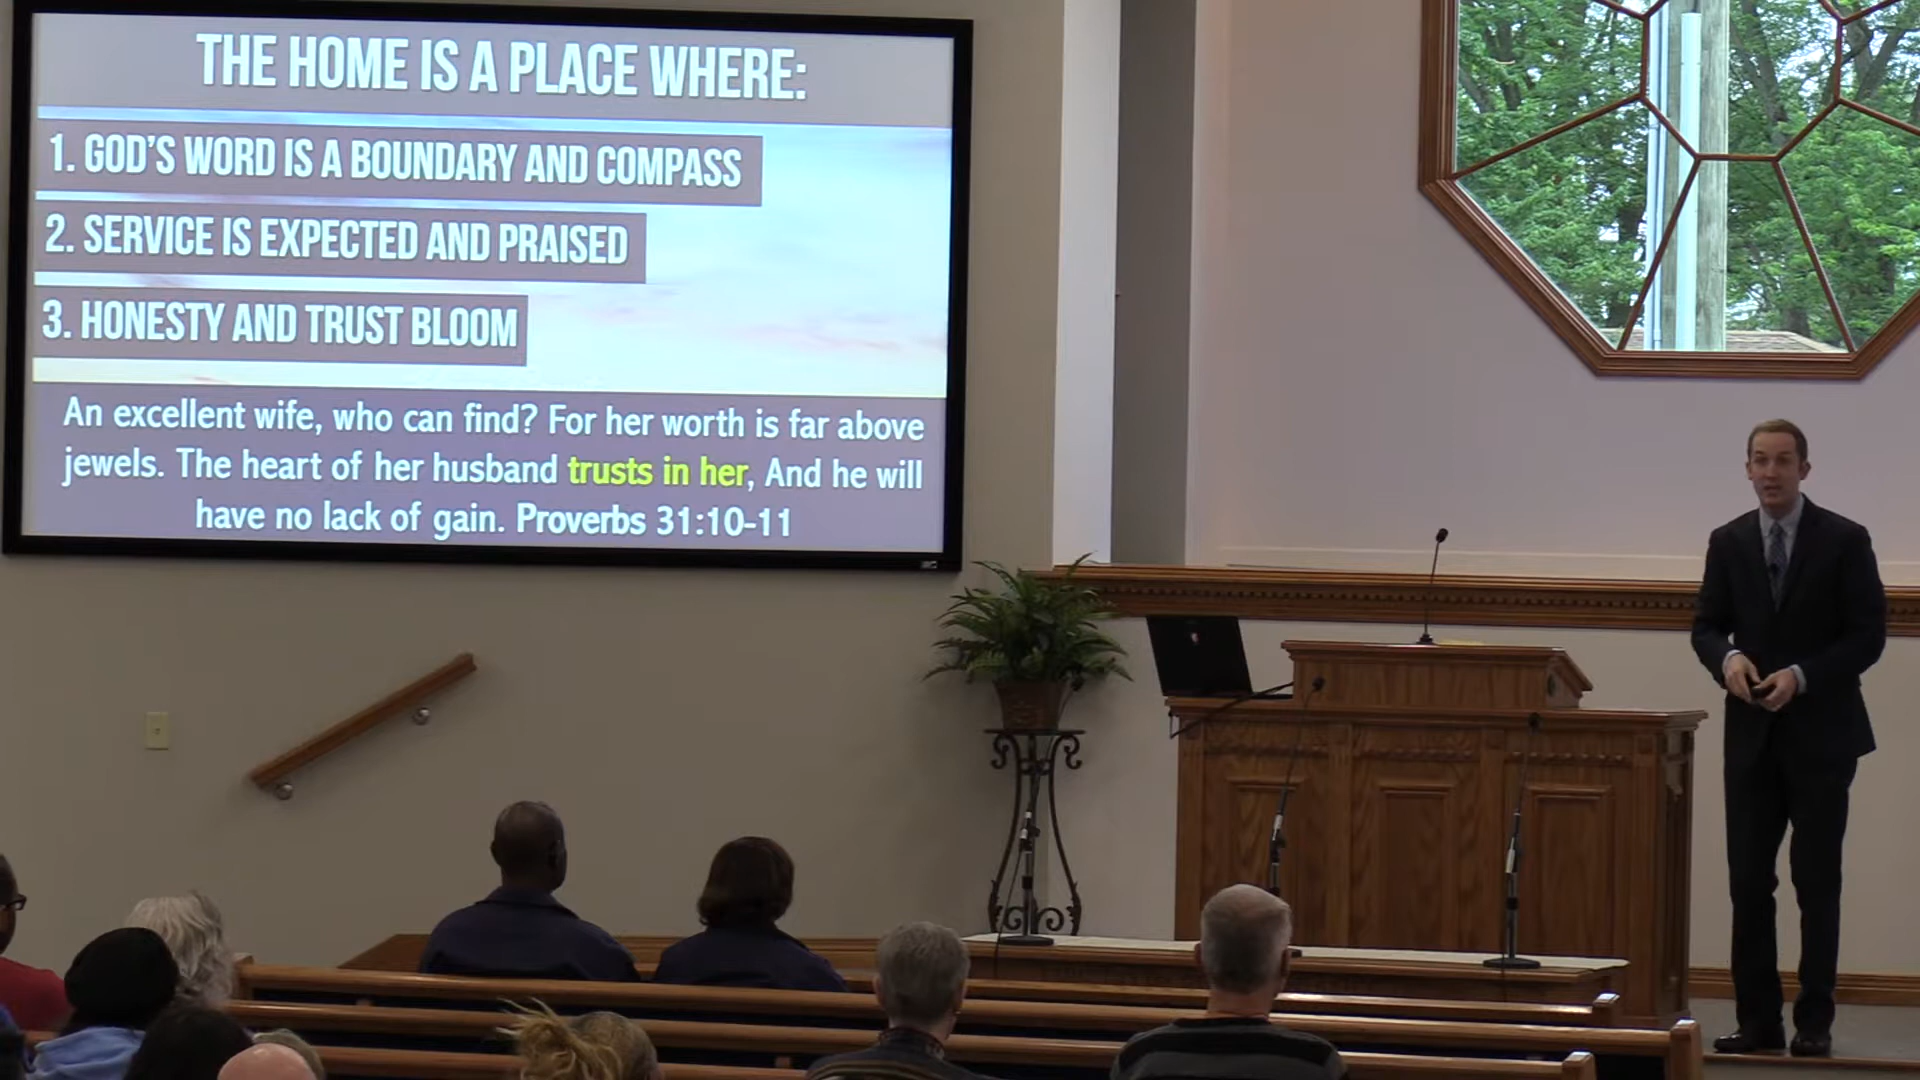 THE HOME IS A PLACE WHERE:
1. GOD'S WORD IS A BOUNDARY AND COMPASS
2. SERVICE IS EXPECTED AND PRAISED
3. HONESTY AND TRUST BLOOM
An excellent wife, who can find? For her worth is far above
jewels. The heart of her husband trusts in her, And he will
have no lack of gain. Proverbs 31:10-11